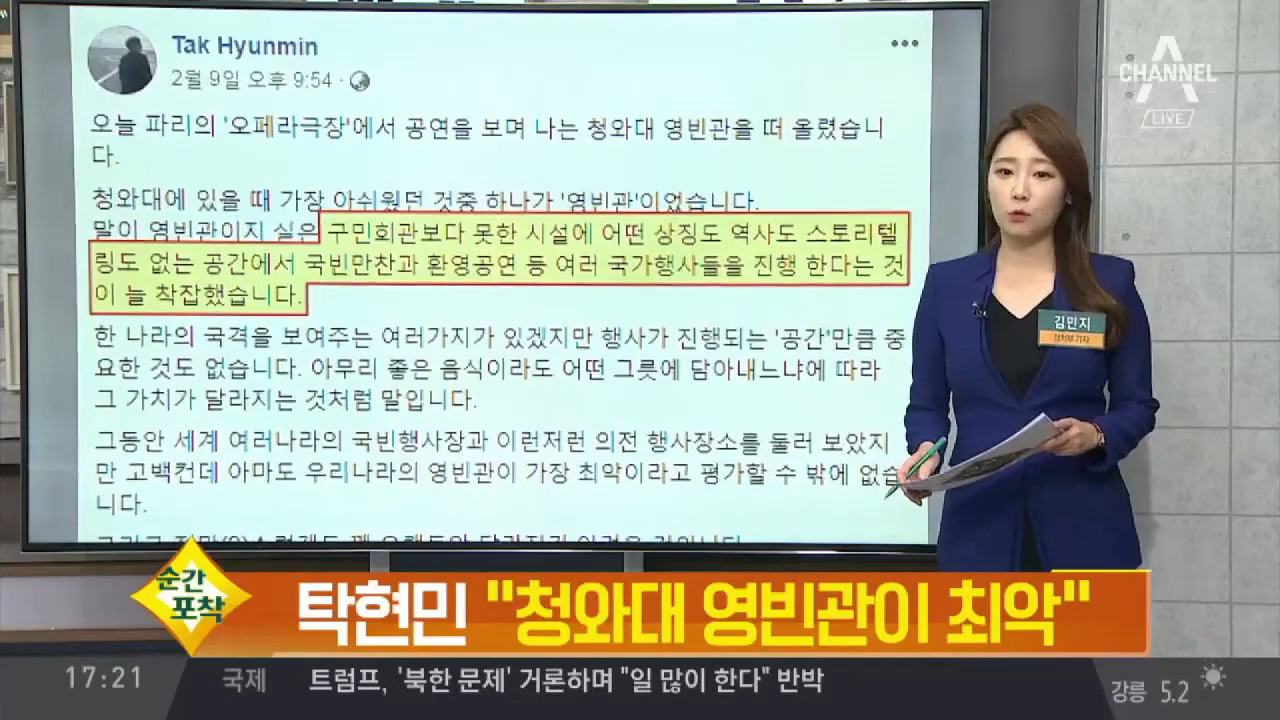 Tak Hyunmin
2월 9일 오후 9:54 ·
오늘 파리의 '오페라극장'에서 공연을 보며 나는 청와대 영빈관을 떠 올렸습니
다.
청와대에 있을 때 가장 아쉬웠던 것중 하나가 '영빈관'이었습니다.
말이 영빈관이지 실은 구민회관보다 못한 시설에 어떤 상징도 역사도 스토리텔
링도 없는 공간에서 국빈만찬과 환영공연 등 여러 국가행사들을 진행 한다는 것
이 늘 착잡했습니다.
한 나라의 국격을 보여주는 여러가지가 있겠지만 행사가 진행되는 '공간'만큼 중
요한 것도 없습니다. 아무리 좋은 음식이라도 어떤 그릇에 담아내느냐에 따라
그 가치가 달라지는 것처럼 말입니다.
그동안 세계 여러나라의 국빈행사장과 이런저런 의전 행사장소를 둘러 보았지
만 고백컨데 아마도 우리나라의 영빈관이 가장 최악이라고 평가할 수 밖에 없습
니다.
CHANNEL A
LIVE
김민지
정치부 기자
순간
포착
탁현민 "청와대 영빈관이 최악"
17:21 국제 트럼프, '북한 문제' 거론하며 "일 많이 한다" 반박
강릉 5.2